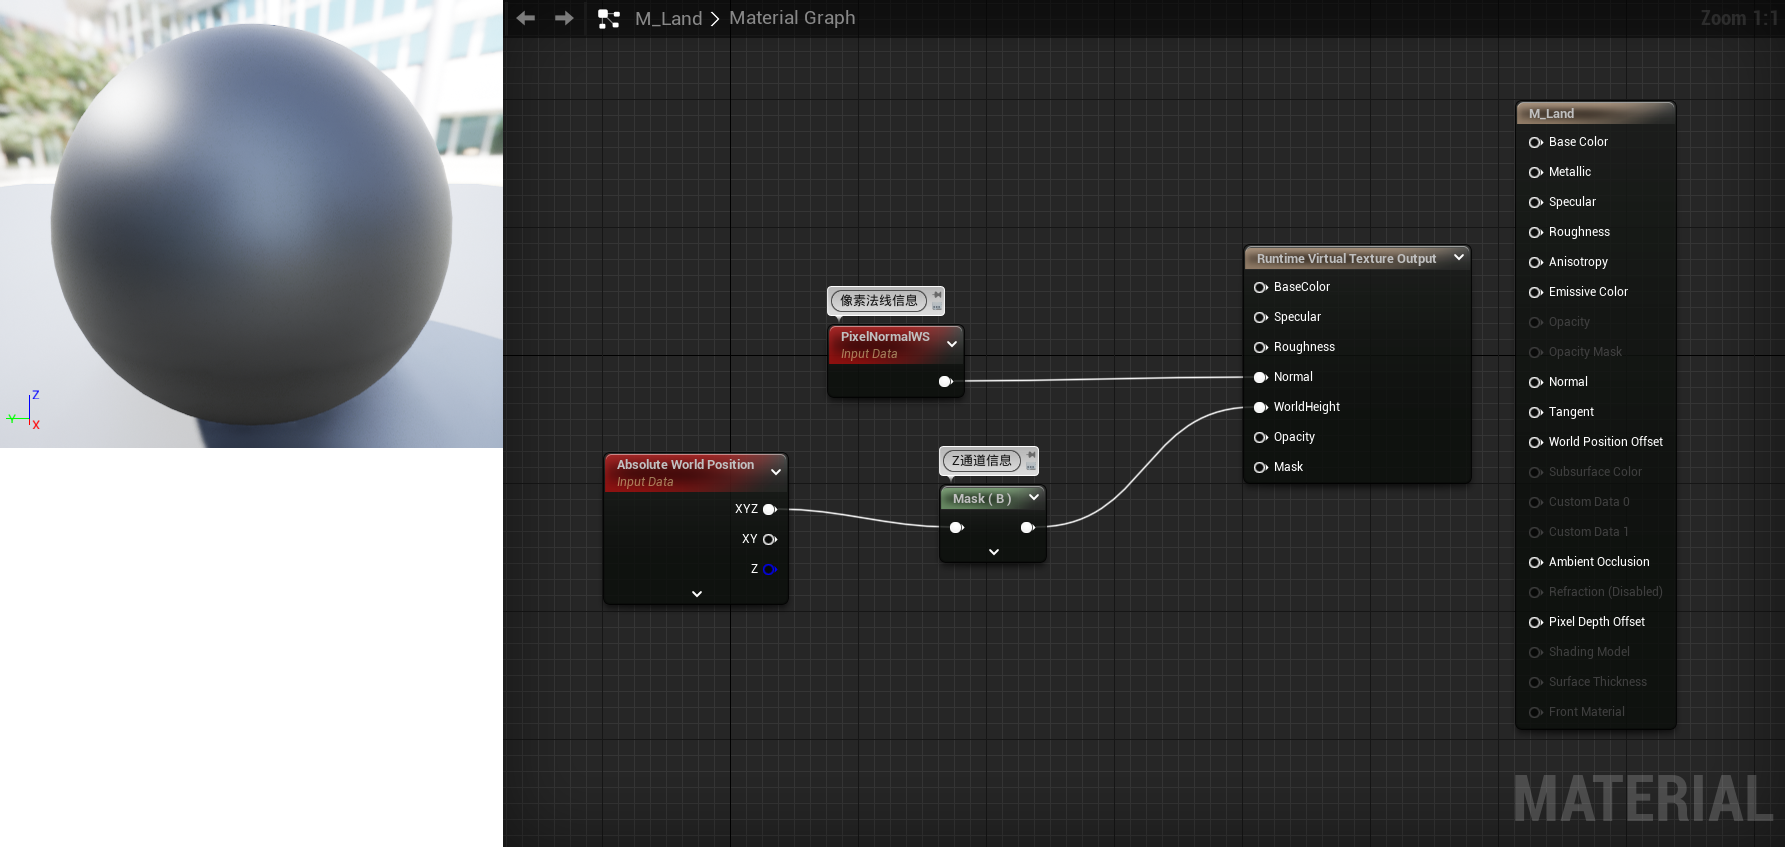 M_Land > Material Graph
Zoom 1:1
Z
Y
X
像素法线信息
PixelNormalWS
Input Data
Absolute World Position
Input Data
XYZ
XY
Z
Z通道信息
Mask ( B )
Runtime Virtual Texture Output
BaseColor
Specular
Roughness
Normal
WorldHeight
Opacity
Mask
M_Land
Base Color
Metallic
Specular
Roughness
Anisotropy
Emissive Color
Opacity
Opacity Mask
Normal
Tangent
World Position Offset
Subsurface Color
Custom Data 0
Custom Data 1
Ambient Occlusion
Refraction (Disabled)
Pixel Depth Offset
Shading Model
Surface Thickness
Front Material
MATERIAL